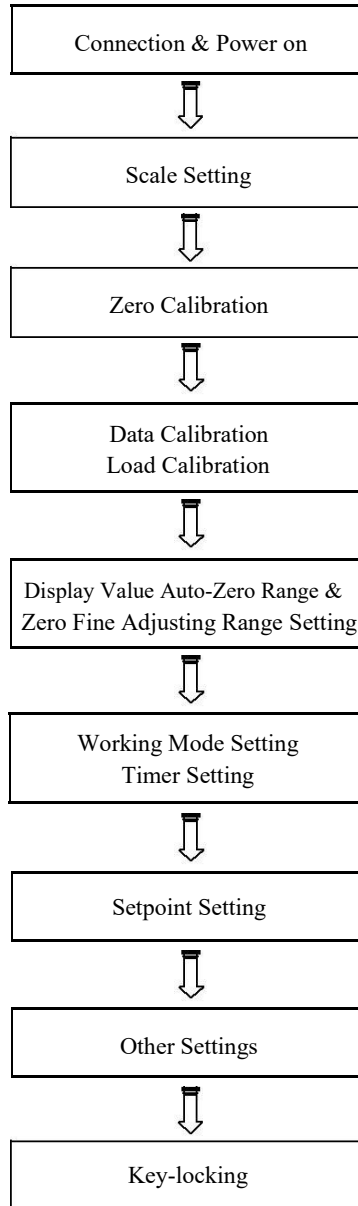 Connection & Power on
Scale Setting
Zero Calibration
Data Calibration
Load Calibration
Display Value Auto-Zero Range &
Zero Fine Adjusting Range Setting
Working Mode Setting
Timer Setting
Setpoint Setting
Other Settings
Key-locking